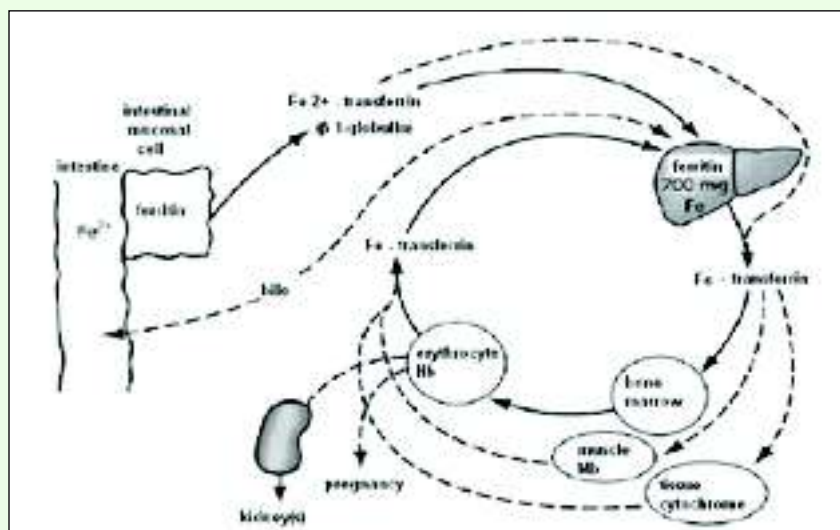 intestinal
mucosal
cell
intestine
Fe 2+ - transferrin
1-globulin
ferritin
Fe2+
ferritin
700 mg
Fe
Fe - transferrin
Fe - transferrin
bile
erythrocyte
Hb
bone
marrow
muscle
Mb
tissue
cytochrome
pregnancy
kidney(s)